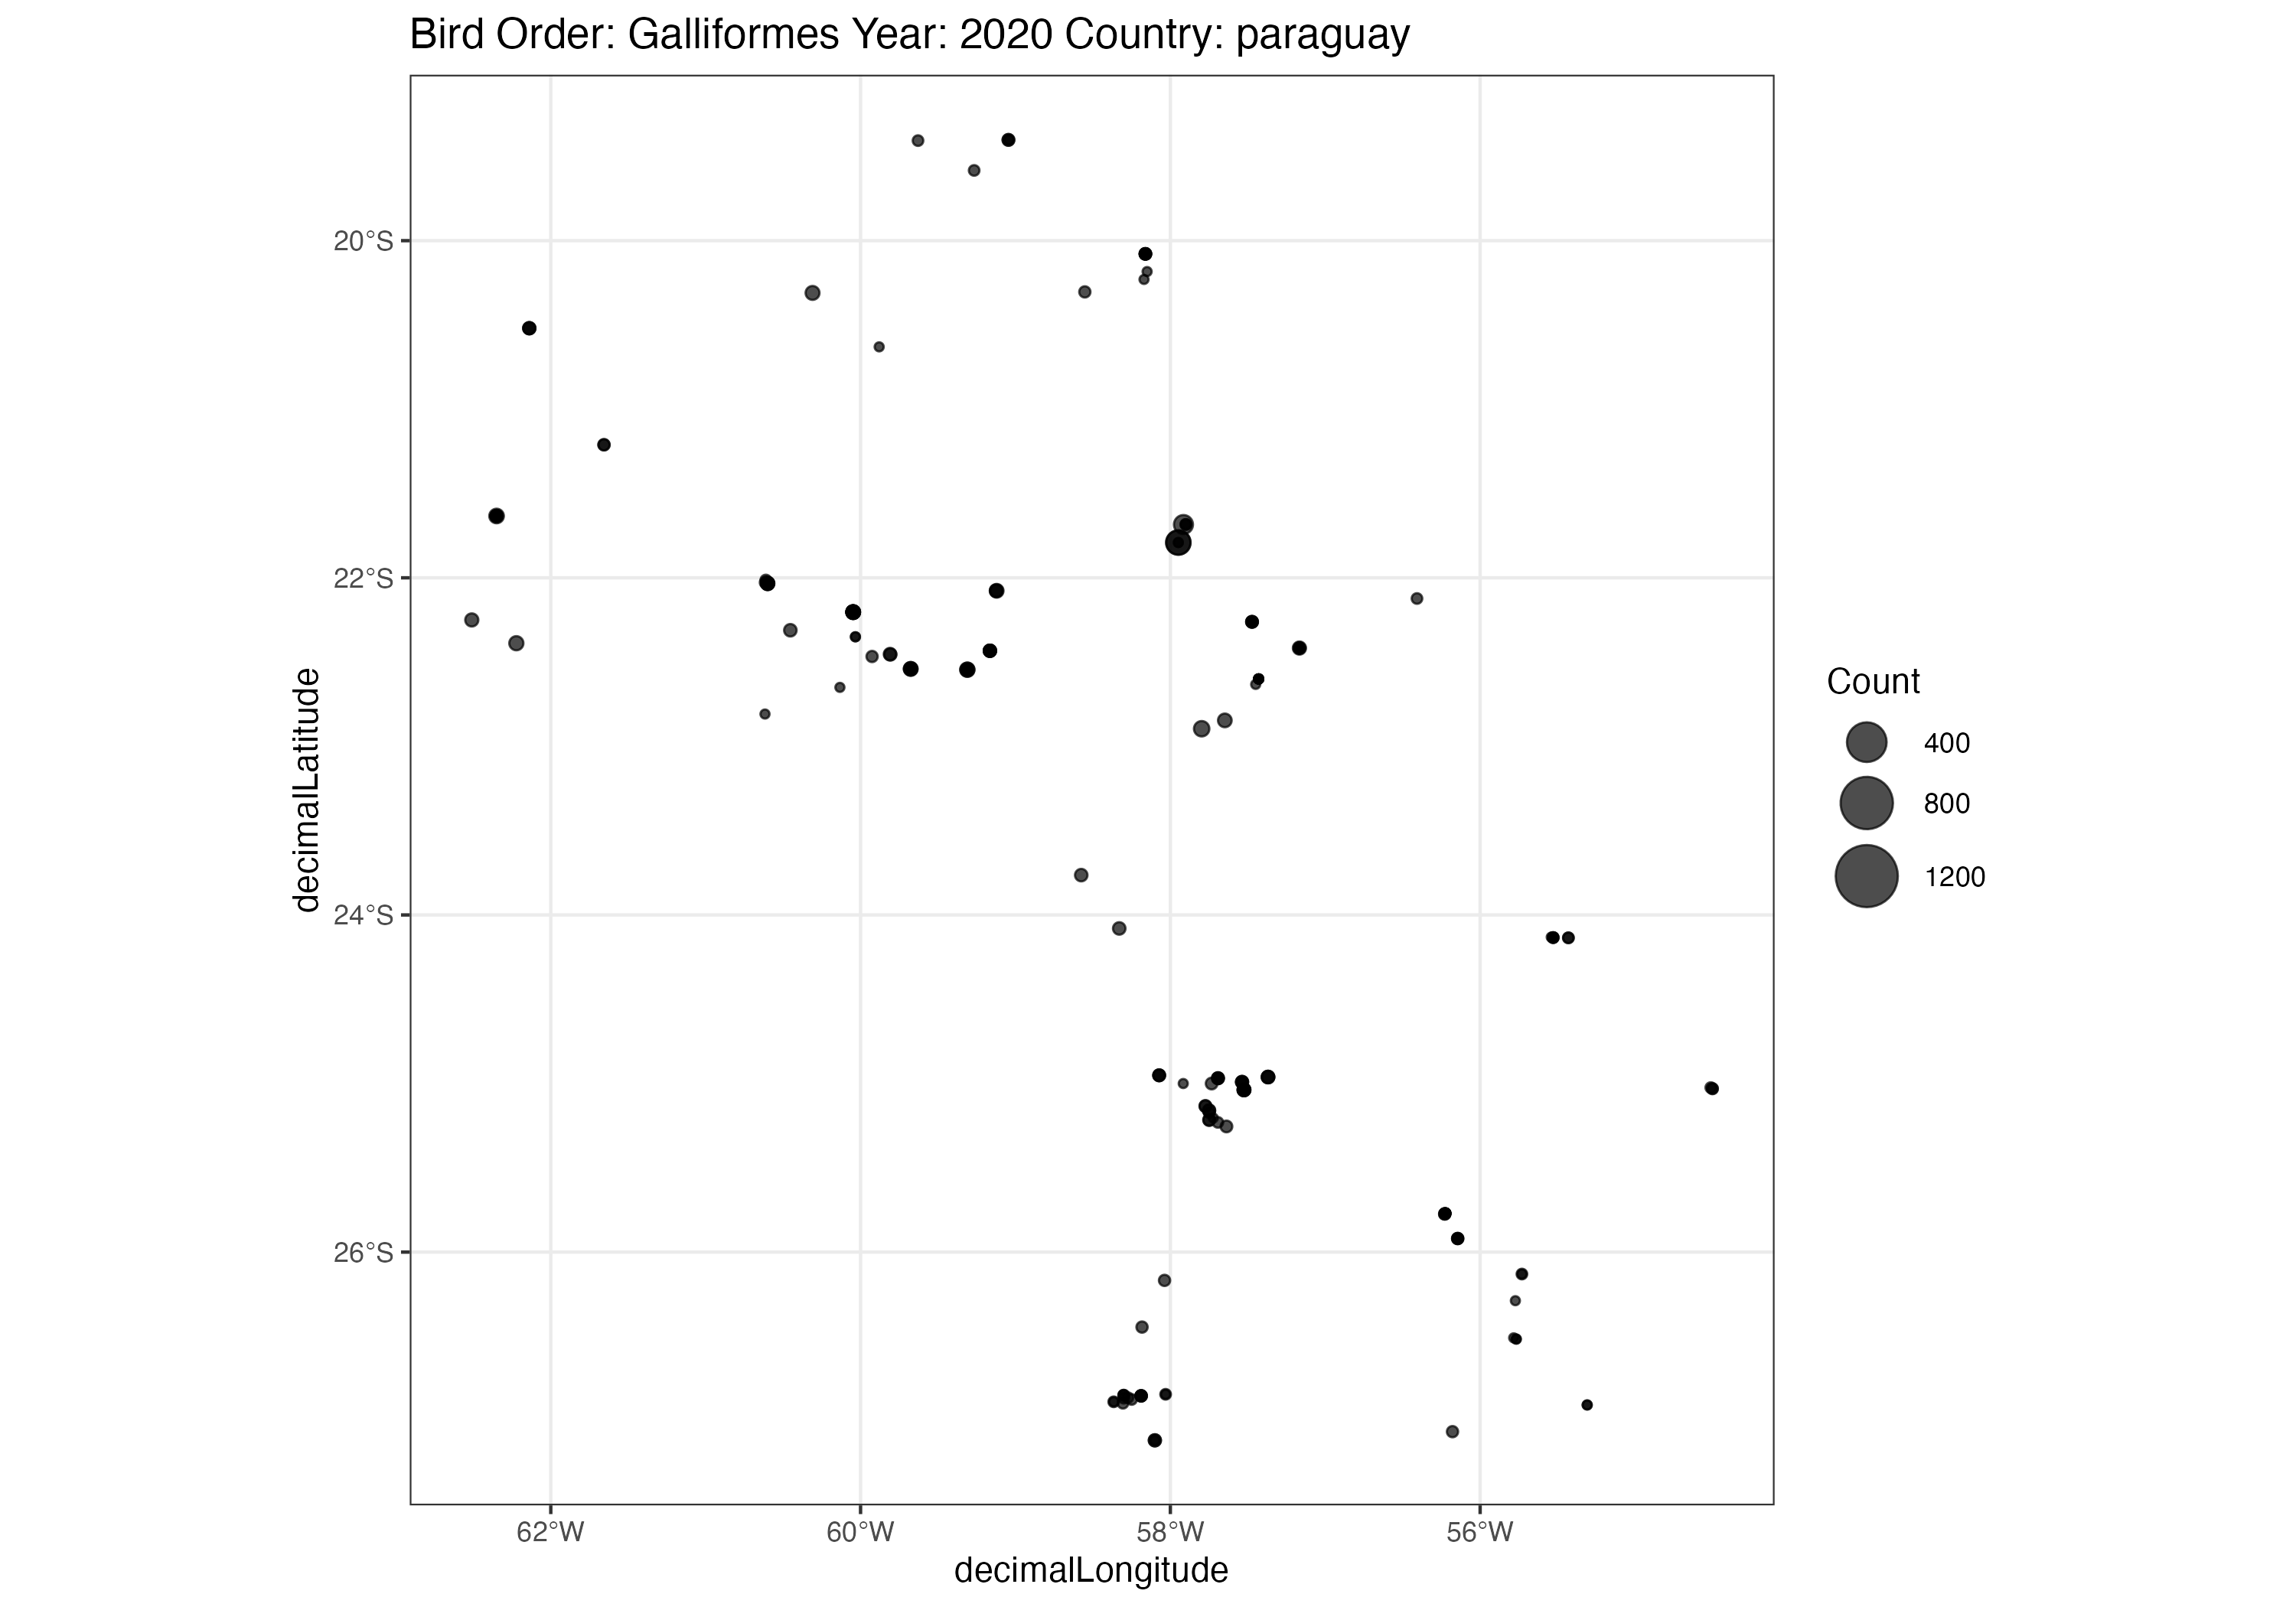 Bird Order: Galliformes Year: 2020 Country: paraguay
20°S
22°S
24°S
26°S
decimalLatitude
62°W
60°W
58°W
56°W
decimalLongitude
Count
400
800
1200